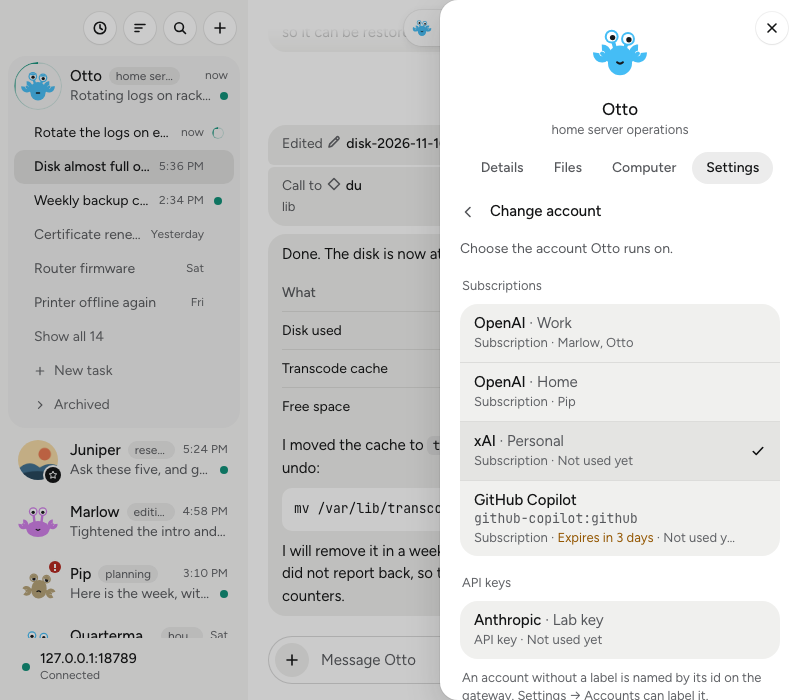 Otto
home ser...
now
Rotating logs on rack...
Rotate the logs on e...
now
Disk almost full o...
5:36 PM
Weekly backup c...
2:34 PM
Certificate rene...
Yesterday
Router firmware
Sat
Printer offline again
Fri
Show all 14
New task
Archived
Juniper
rese...
5:24 PM
Ask these five, and g...
Marlow
editi...
4:58 PM
Tightened the intro and...
Pip
planning
3:10 PM
Here is the week, wit...
Quarterma
hou...
Sat
127.0.0.1:18789
Connected
so it can be restor
Edited
disk-2026-11-1
Call to
du
lib
Done. The disk is now at
What
Disk used
Transcode cache
Free space
I moved the cache to
undo:
mv /var/lib/transco
I will remove it in a week
did not report back, so t
counters.
Message Otto
Otto
home server operations
Details
Files
Computer
Settings
Change account
Choose the account Otto runs on.
Subscriptions
OpenAI · Work
Subscription · Marlow, Otto
OpenAI · Home
Subscription · Pip
xAI · Personal
Subscription · Not used yet
GitHub Copilot
github-copilot:github
Subscription · Expires in 3 days · Not used y...
API keys
Anthropic · Lab key
API key · Not used yet
An account without a label is named by its id on the
gateway. Settings → Accounts can label it.